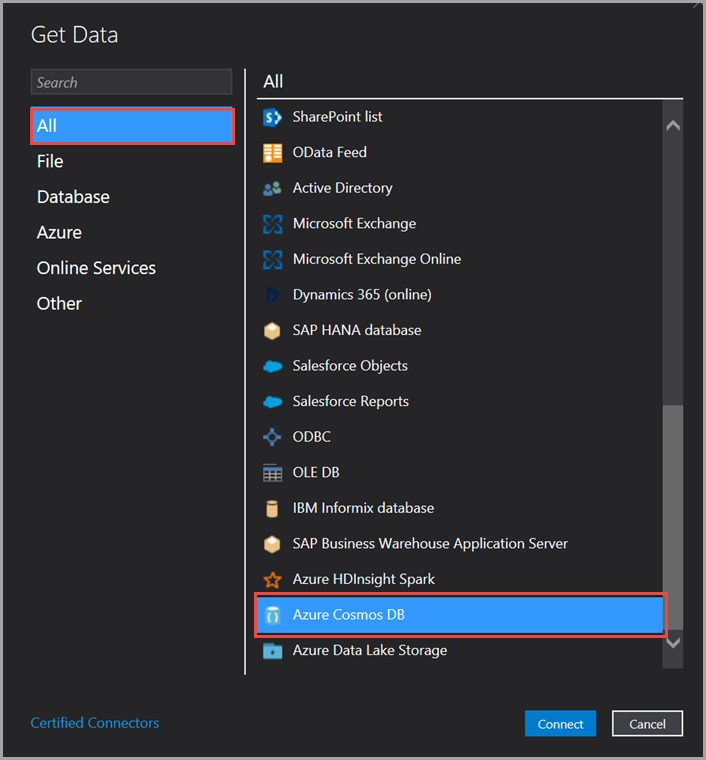 Get Data
Search
All
File
Database
Azure
Online Services
Other
All
SharePoint list
OData Feed
Active Directory
Microsoft Exchange
Microsoft Exchange Online
Dynamics 365 (online)
SAP HANA database
Salesforce Objects
Salesforce Reports
ODBC
OLE DB
IBM Informix database
SAP Business Warehouse Application Server
Azure HDInsight Spark
Azure Cosmos DB
Azure Data Lake Storage
Certified Connectors
Connect
Cancel